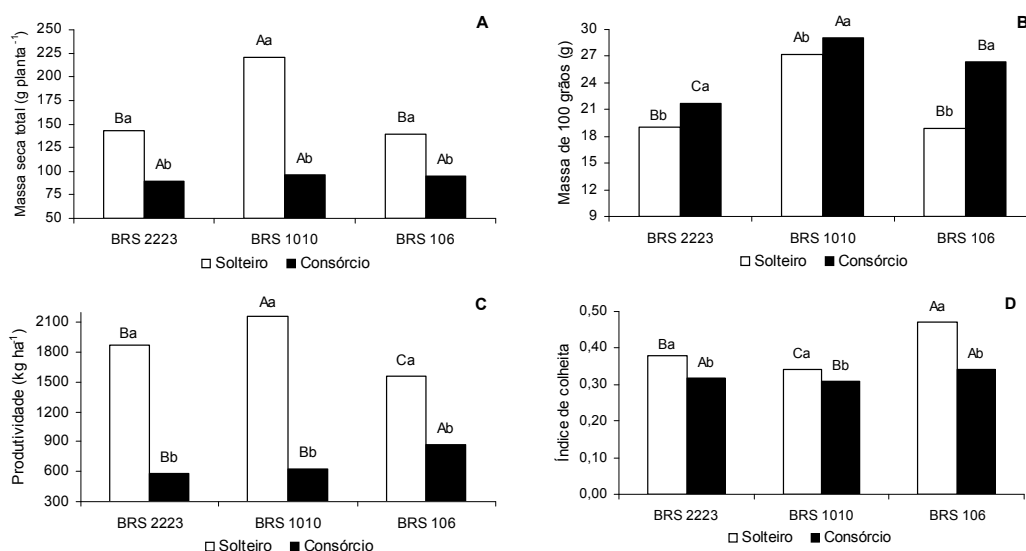 A
Massa seca total (g planta⁻¹)
250
225
200
175
150
125
100
75
50
Ba
Ab
Aa
Ab
Ba
Ab
BRS 2223 BRS 1010 BRS 106
Solteiro Consórcio
B
Massa de 100 grãos (g)
30
27
24
21
18
15
12
9
Bb
Ca
Ab
Aa
Bb
Ba
BRS 2223 BRS 1010 BRS 106
Solteiro Consórcio
C
Produtividade (kg ha⁻¹)
2100
1800
1500
1200
900
600
300
Ba
Bb
Aa
Bb
Ca
Ab
BRS 2223 BRS 1010 BRS 106
Solteiro Consórcio
D
Índice de colheita
0,50
0,40
0,30
0,20
0,10
0,00
Ba
Ab
Ca
Bb
Aa
Ab
BRS 2223 BRS 1010 BRS 106
Solteiro Consórcio